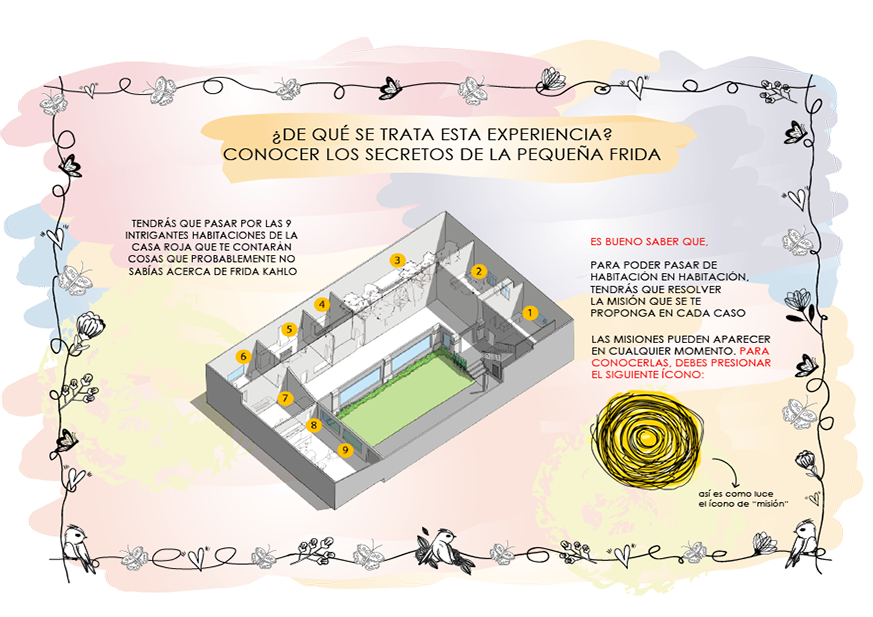 ¿DE QUÉ SE TRATA ESTA EXPERIENCIA?
CONOCER LOS SECRETOS DE LA PEQUEÑA FRIDA
TENDRÁS QUE PASAR POR LAS 9
INTRIGANTES HABITACIONES DE LA
CASA ROJA QUE TE CONTARÁN
COSAS QUE PROBABLEMENTE NO
SABÍAS ACERCA DE FRIDA KAHLO
3
2
4
1
5
6
7
8
9
ES BUENO SABER QUE,
PARA PODER PASAR DE
HABITACIÓN EN HABITACIÓN,
TENDRÁS QUE RESOLVER
LA MISIÓN QUE SE TE
PROPONGA EN CADA CASO
LAS MISIONES PUEDEN APARECER
EN CUALQUIER MOMENTO. PARA
CONOCERLAS, DEBES PRESIONAR
EL SIGUIENTE ÍCONO:
así es como luce
el ícono de "misión"